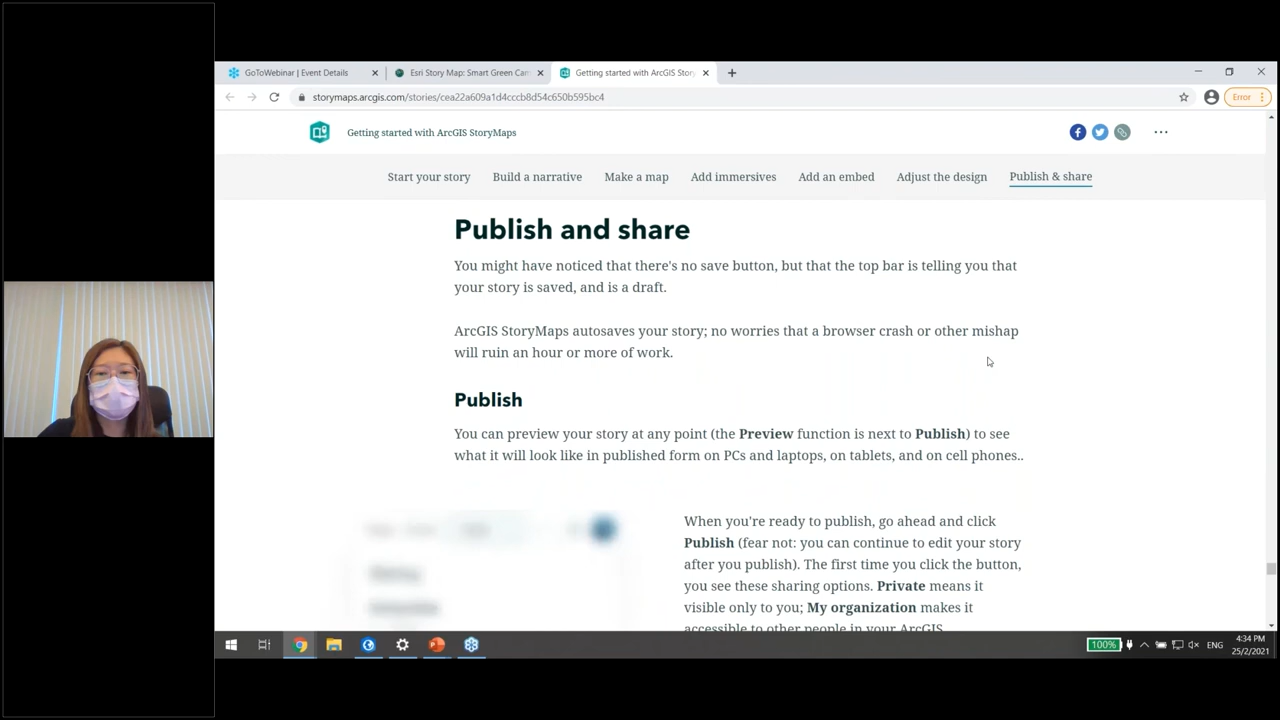 GoToWebinar | Event Details
Esri Story Map: Smart Green Cam
Getting started with ArcGIS Story
storymaps.arcgis.com/stories/cea22a609a1d4cccb8d54c650b595bc4
Error
Getting started with ArcGIS StoryMaps
Start your story
Build a narrative
Make a map
Add immersives
Add an embed
Adjust the design
Publish & share
Publish and share
You might have noticed that there's no save button, but that the top bar is telling you that
your story is saved, and is a draft.
ArcGIS StoryMaps autosaves your story; no worries that a browser crash or other mishap
will ruin an hour or more of work.
Publish
You can preview your story at any point (the Preview function is next to Publish) to see
what it will look like in published form on PCs and laptops, on tablets, and on cell phones..
When you're ready to publish, go ahead and click
Publish (fear not: you can continue to edit your story
after you publish). The first time you click the button,
you see these sharing options. Private means it
visible only to you; My organization makes it
accessible to other people in your ArcGIS
100%
ENG
4:34 PM
25/2/2021